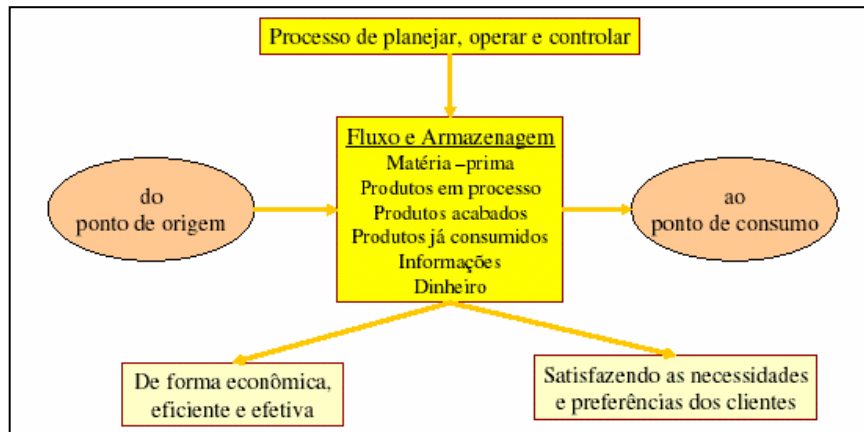 Processo de planejar, operar e controlar
Fluxo e Armazenagem
Matéria –prima
Produtos em processo
Produtos acabados
Produtos já consumidos
Informações
Dinheiro
do
ponto de origem
ao
ponto de consumo
De forma econômica,
eficiente e efetiva
Satisfazendo as necessidades
e preferências dos clientes